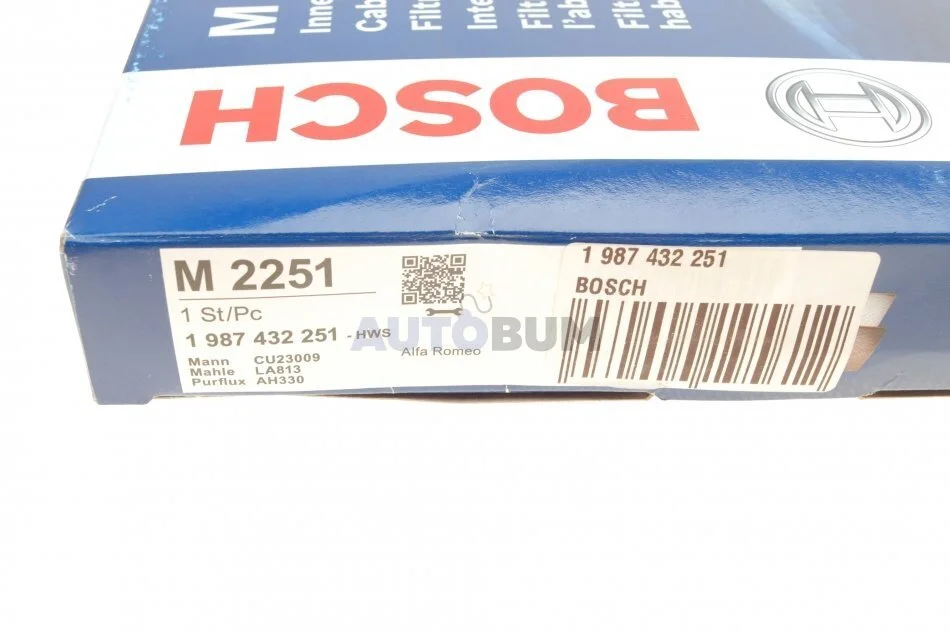 M
Filtr
BOSCH
M 2251
1 St/Pc
1 987 432 251 - HWS
Mann CU23009
Mahle LA813
Purflux AH330
Alfa Romeo
AUTOBUM
1 987 432 251
BOSCH